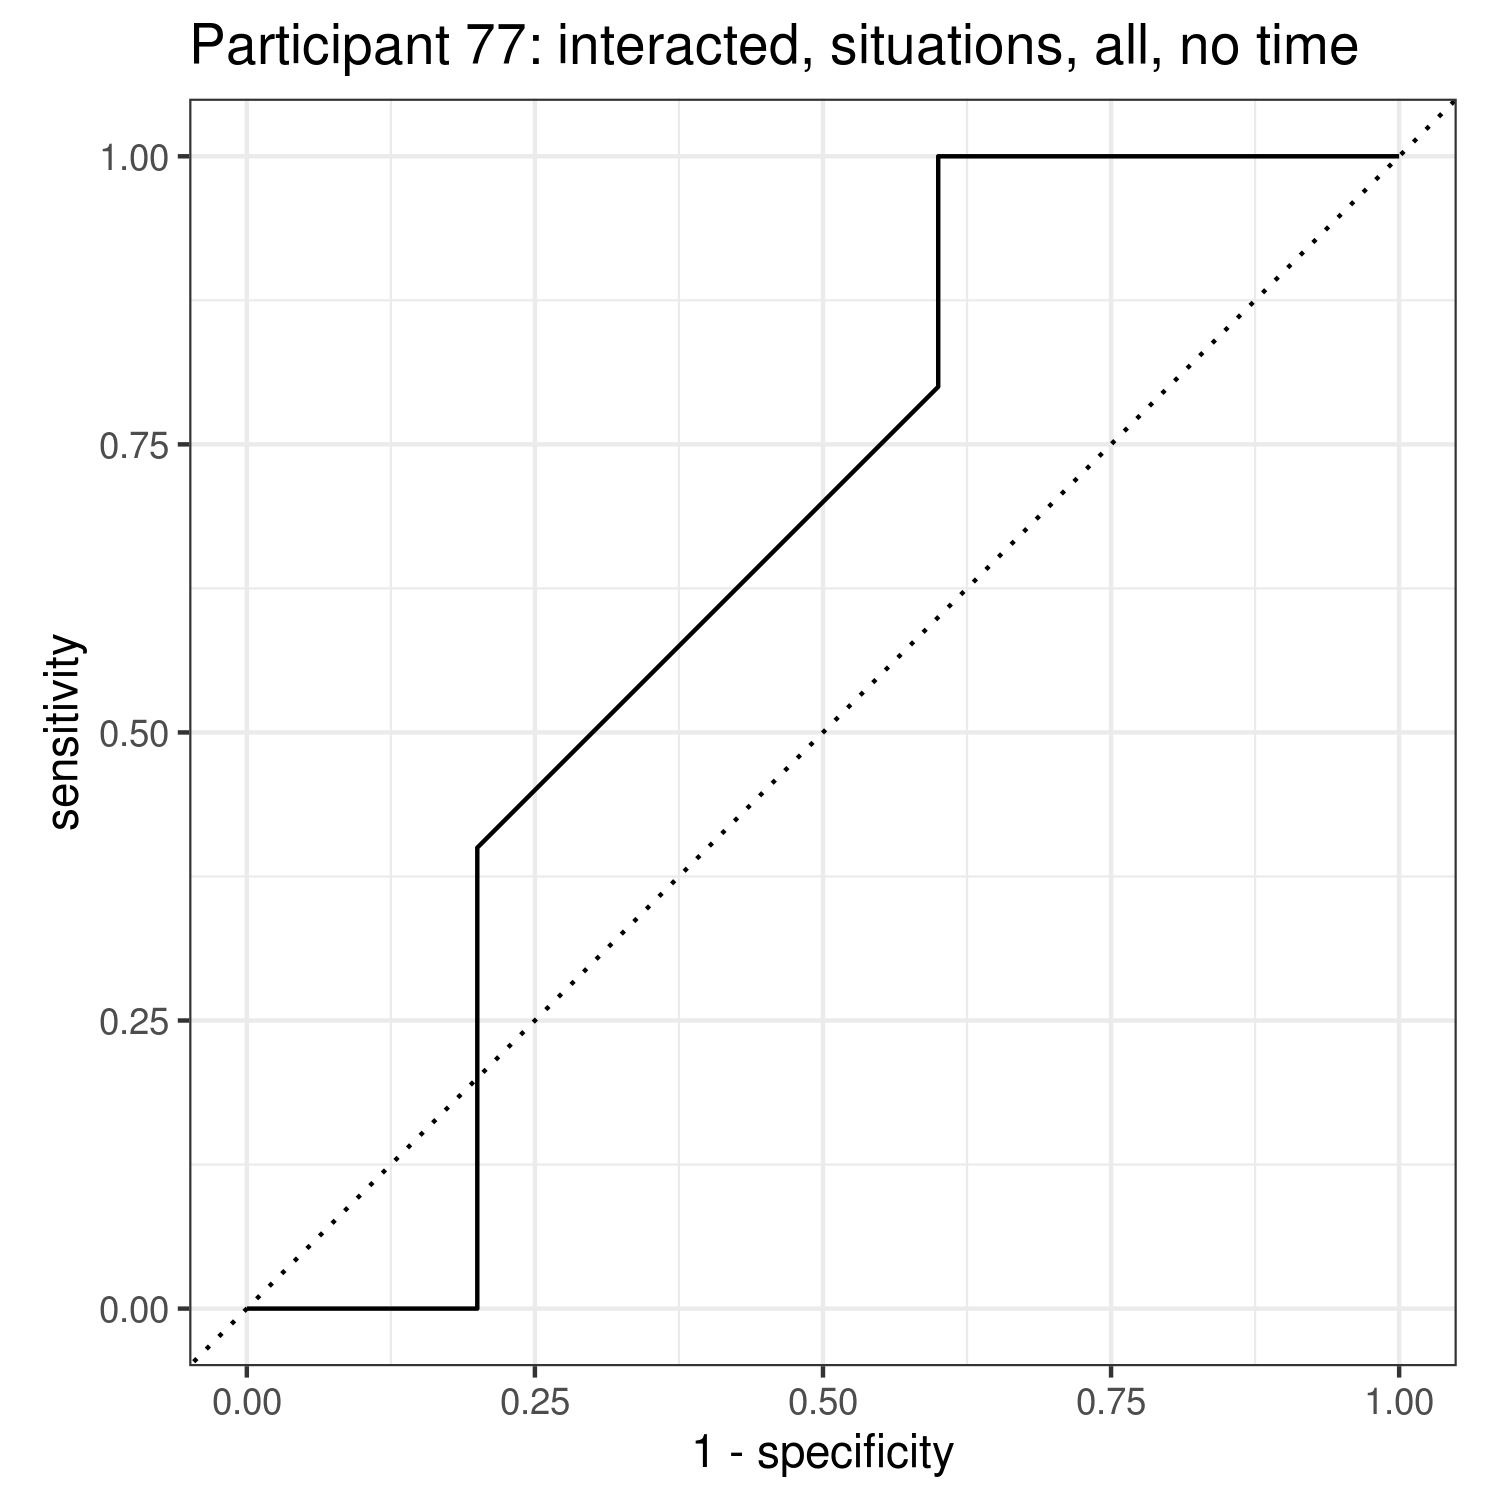 Participant 77: interacted, situations, all, no time
1.00
0.75
0.50
0.25
0.00
sensitivity
0.00 0.25 0.50 0.75 1.00
1 - specificity